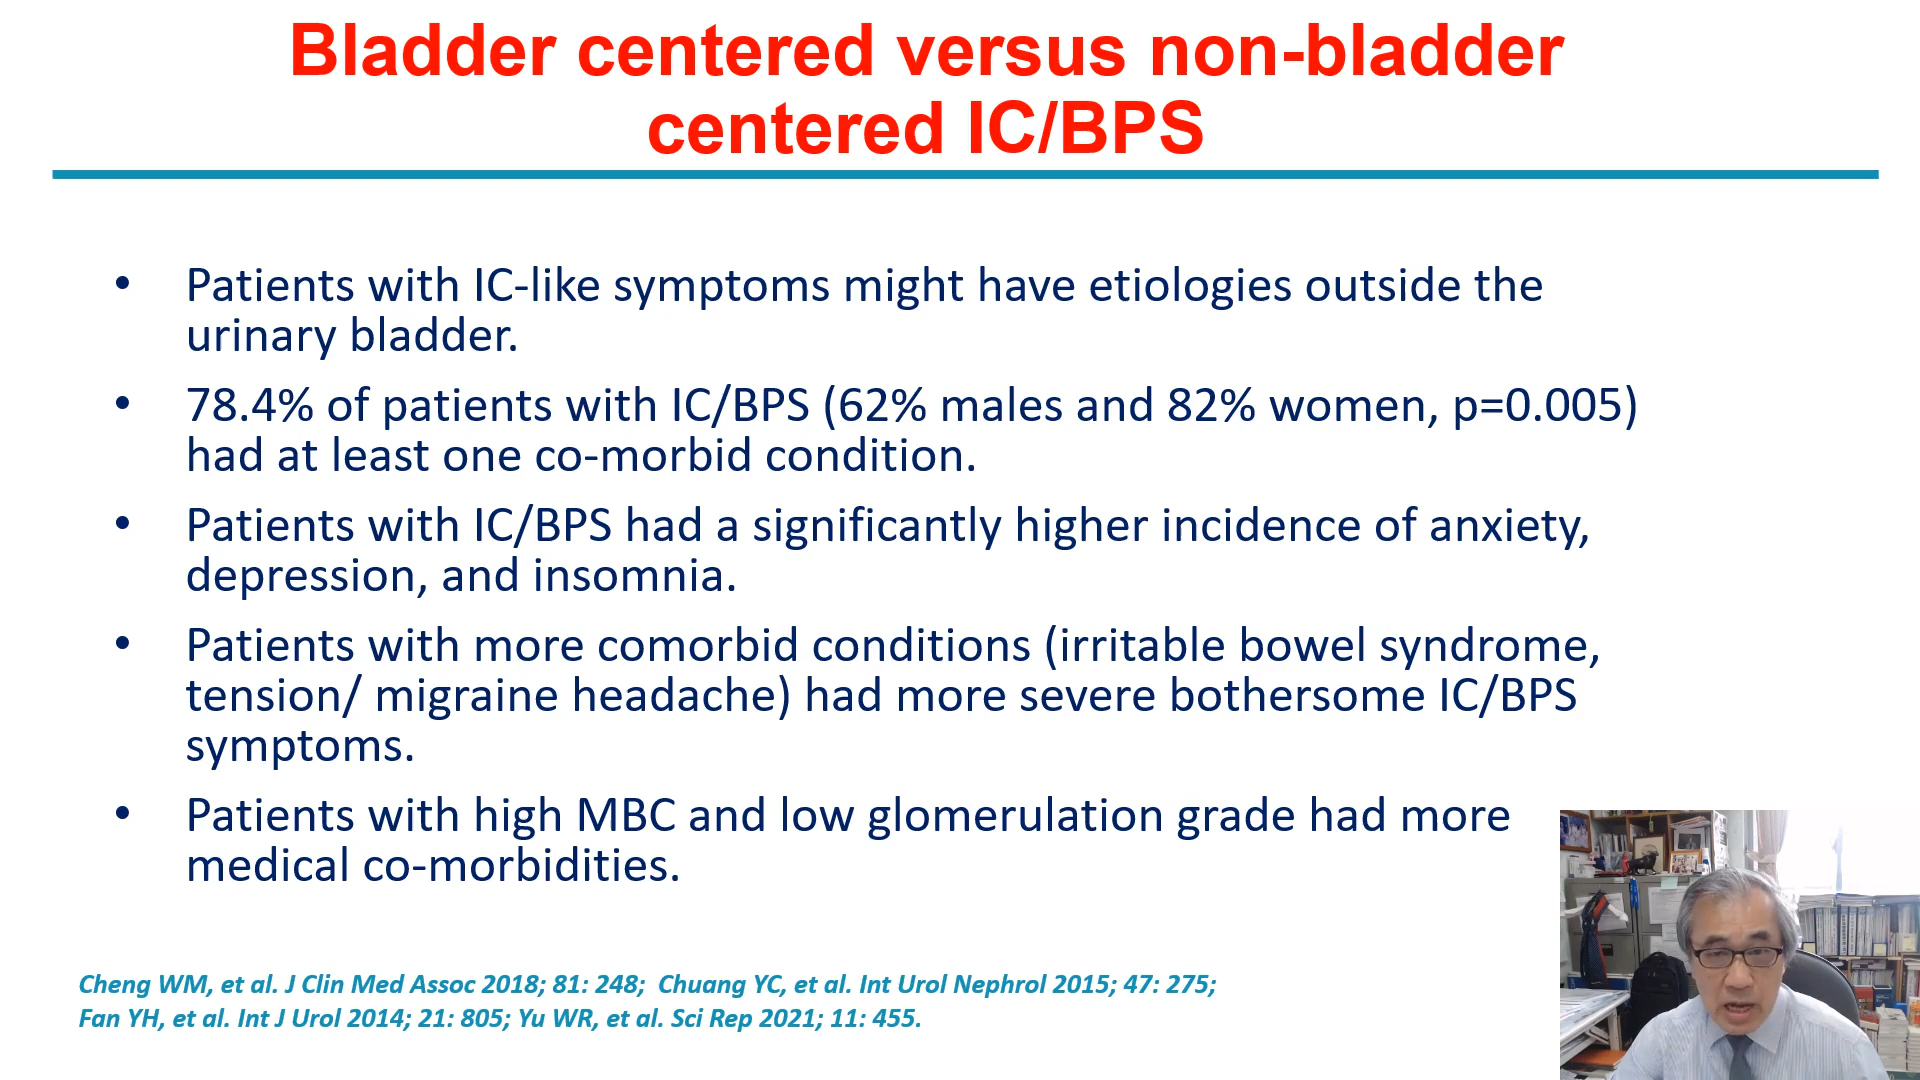 Bladder centered versus non-bladder
centered IC/BPS
• Patients with IC-like symptoms might have etiologies outside the
urinary bladder.
• 78.4% of patients with IC/BPS (62% males and 82% women, p=0.005)
had at least one co-morbid condition.
• Patients with IC/BPS had a significantly higher incidence of anxiety,
depression, and insomnia.
• Patients with more comorbid conditions (irritable bowel syndrome,
tension/ migraine headache) had more severe bothersome IC/BPS
symptoms.
• Patients with high MBC and low glomerulation grade had more
medical co-morbidities.
Cheng WM, et al. J Clin Med Assoc 2018; 81: 248; Chuang YC, et al. Int Urol Nephrol 2015; 47: 275;
Fan YH, et al. Int J Urol 2014; 21: 805; Yu WR, et al. Sci Rep 2021; 11: 455.